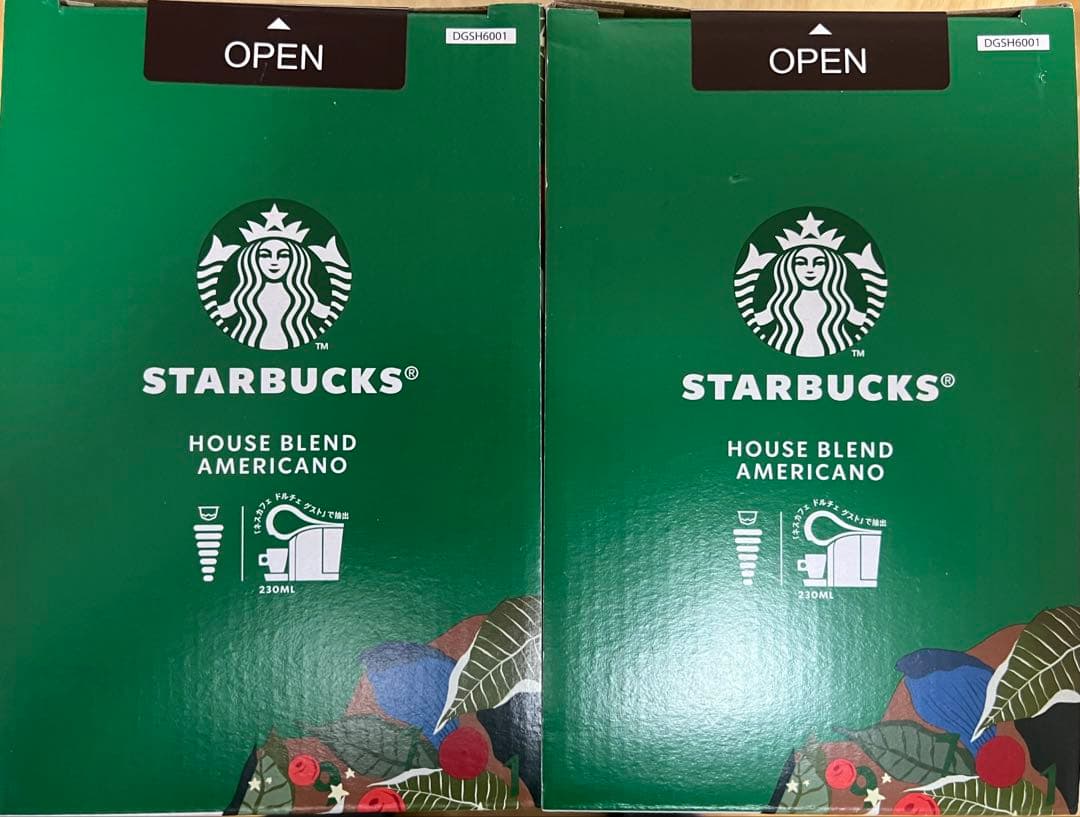 OPEN
DGSH6001
STARBUCKS®
HOUSE BLEND
AMERICANO
「ネスカフェ ドルチェ グスト」で抽出
230ML
TM
OPEN
DGSH6001
STARBUCKS®
HOUSE BLEND
AMERICANO
「ネスカフェ ドルチェ グスト」で抽出
230ML
TM